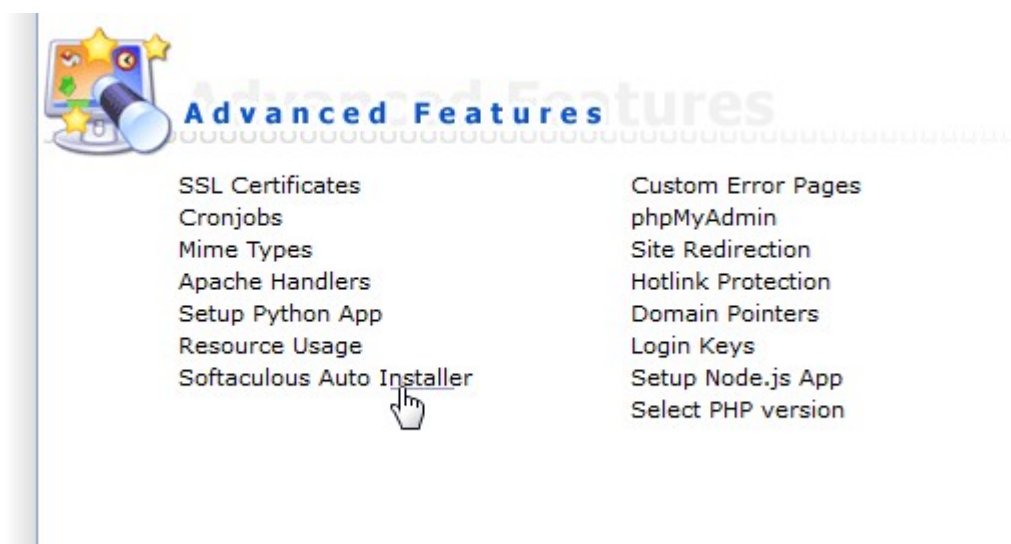 Advanced Features
SSL Certificates
Cronjobs
Mime Types
Apache Handlers
Setup Python App
Resource Usage
Softaculous Auto Installer
Custom Error Pages
phpMyAdmin
Site Redirection
Hotlink Protection
Domain Pointers
Login Keys
Setup Node.js App
Select PHP version